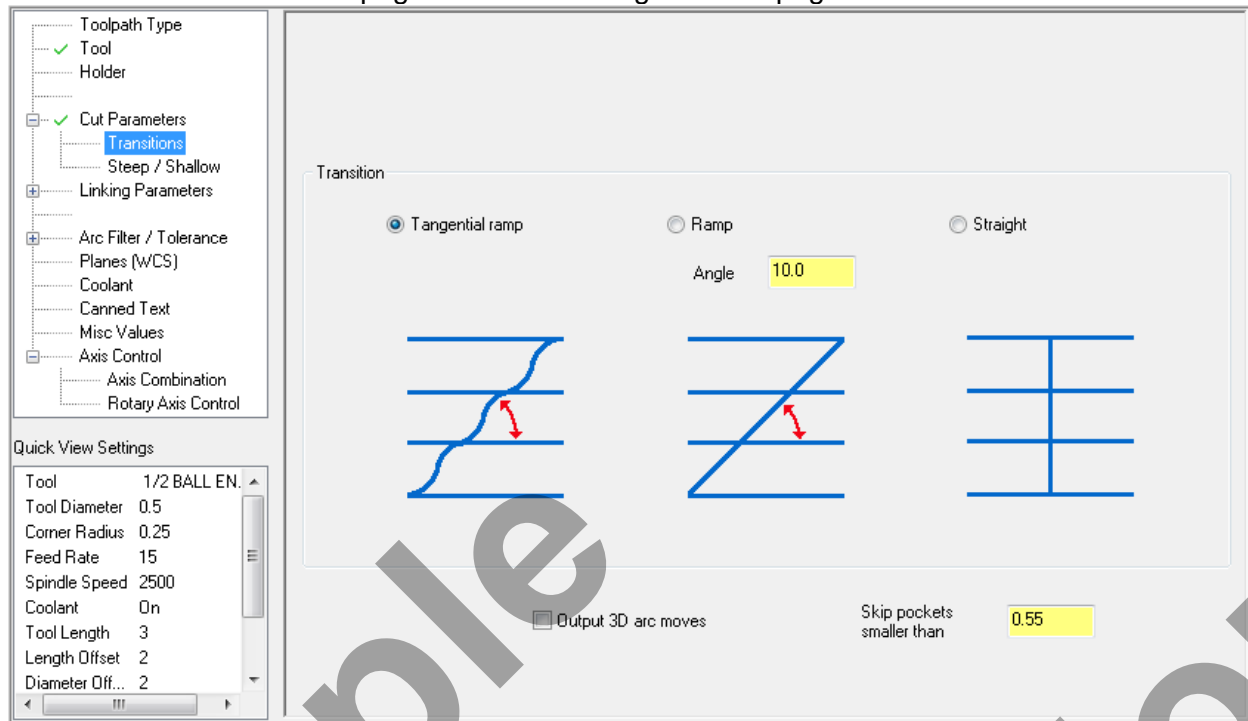 Toolpath Type
Tool
Holder
Cut Parameters
Transitions
Steep / Shallow
Linking Parameters
Arc Filter / Tolerance
Planes (WCS)
Coolant
Canned Text
Misc Values
Axis Control
Axis Combination
Rotary Axis Control
Quick View Settings
Tool 1/2 BALL EN.
Tool Diameter 0.5
Corner Radius 0.25
Feed Rate 15
Spindle Speed 2500
Coolant On
Tool Length 3
Length Offset 2
Diameter Off... 2
Transition
Tangential ramp Ramp Straight
Angle 10.0
Output 3D arc moves
Skip pockets
smaller than 0.55
ple